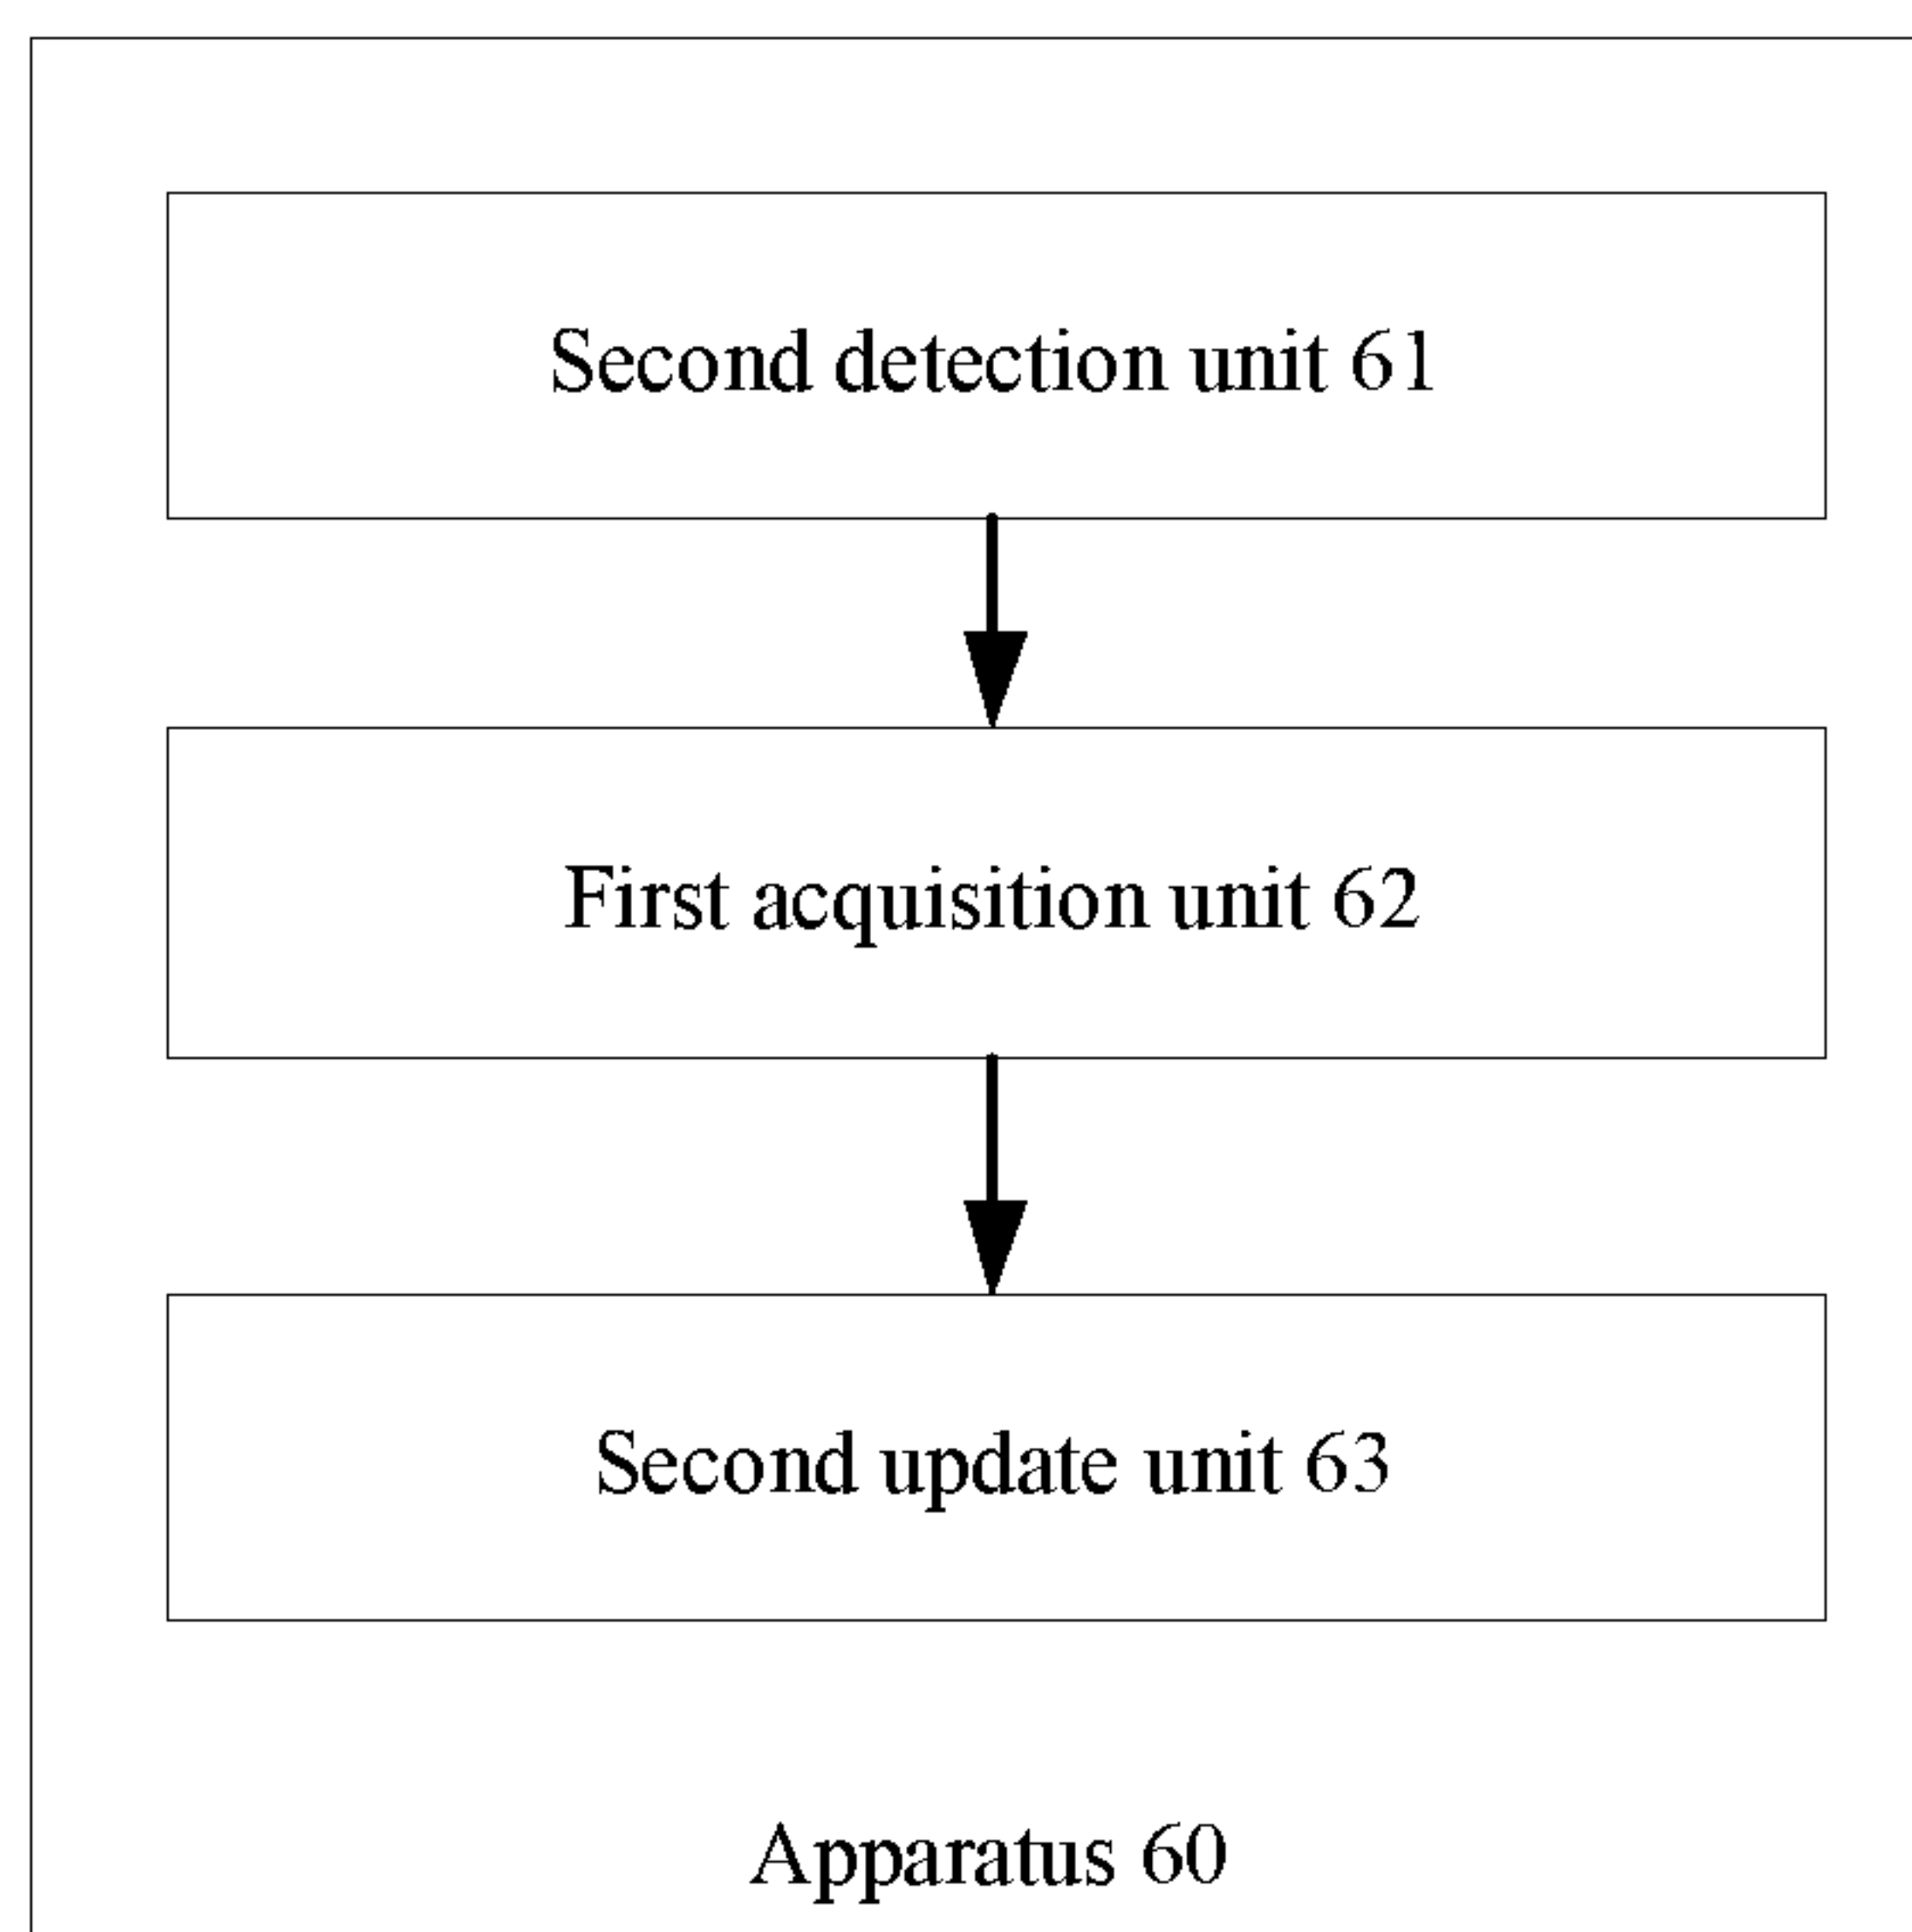 Second detection unit 61
First acquisition unit 62
Second update unit 63
Apparatus 60